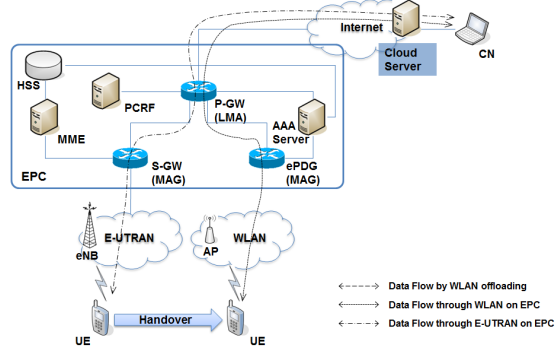 Internet
Cloud
Server
CN
HSS
PCRF
P-GW
(LMA)
AAA
Server
MME
S-GW
(MAG)
ePDG
(MAG)
EPC
E-UTRAN
WLAN
eNB
AP
Data Flow by WLAN offloading
Data Flow through WLAN on EPC
Data Flow through E-UTRAN on EPC
Handover
UE
UE